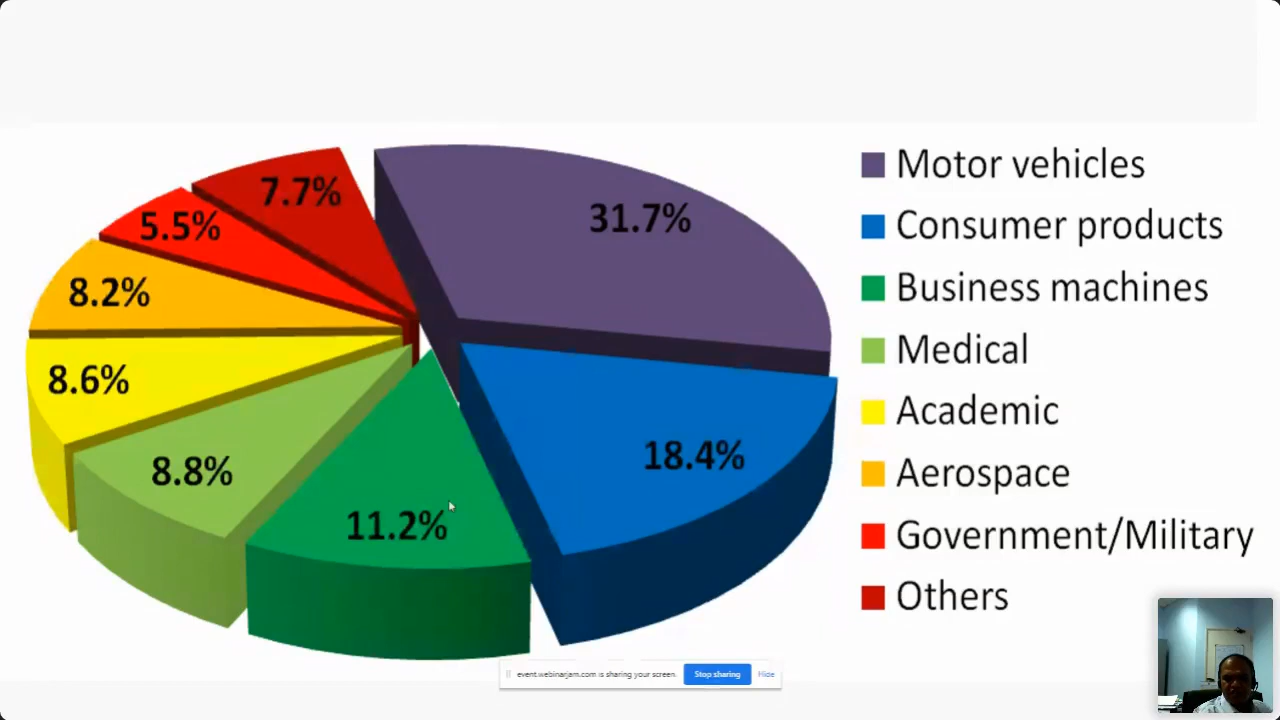 7.7%
31.7%
5.5%
8.2%
8.6%
18.4%
8.8%
11.2%
Motor vehicles
Consumer products
Business machines
Medical
Academic
Aerospace
Government/Military
Others
event.webinarjam.com is sharing your screen. Stop sharing Hide